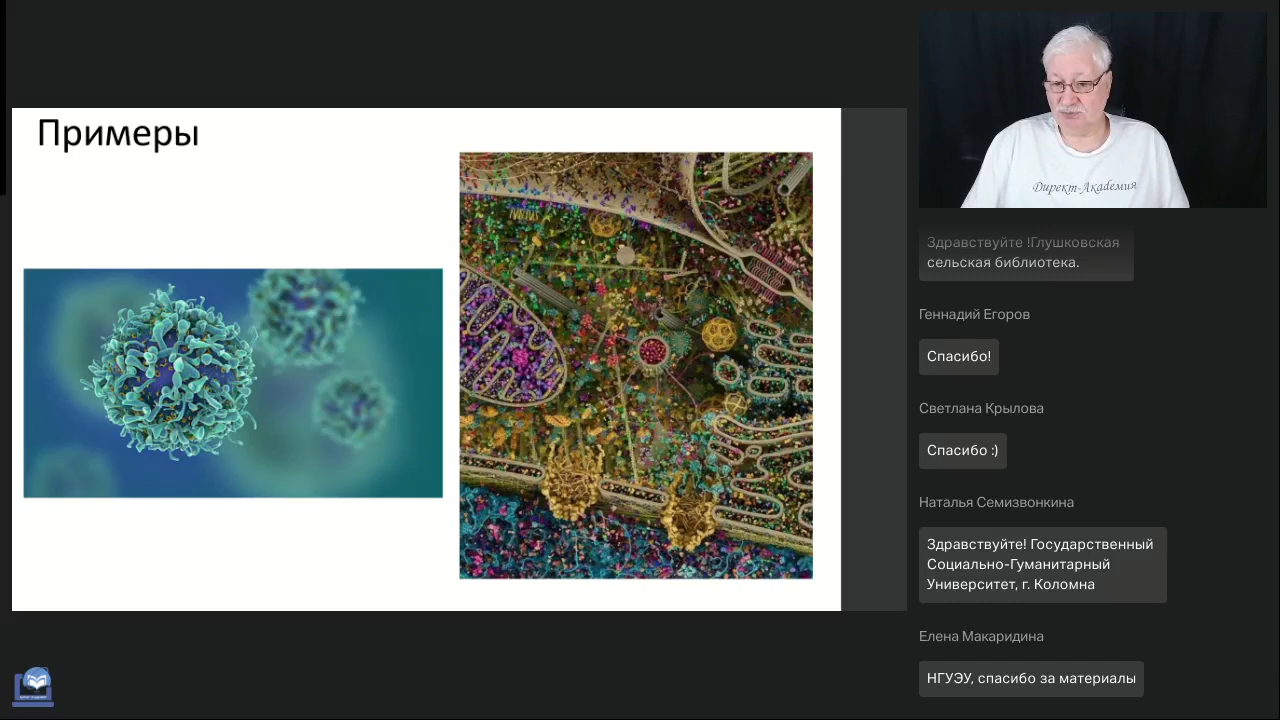 Примеры
Директ-Академия
Здравствуйте !Глушковская
сельская библиотека.
Геннадий Егоров
Спасибо!
Светлана Крылова
Спасибо :)
Наталья Семизвонкина
Здравствуйте! Государственный
Социально-Гуманитарный
Университет, г. Коломна
Елена Макаридина
НГУЭУ, спасибо за материалы